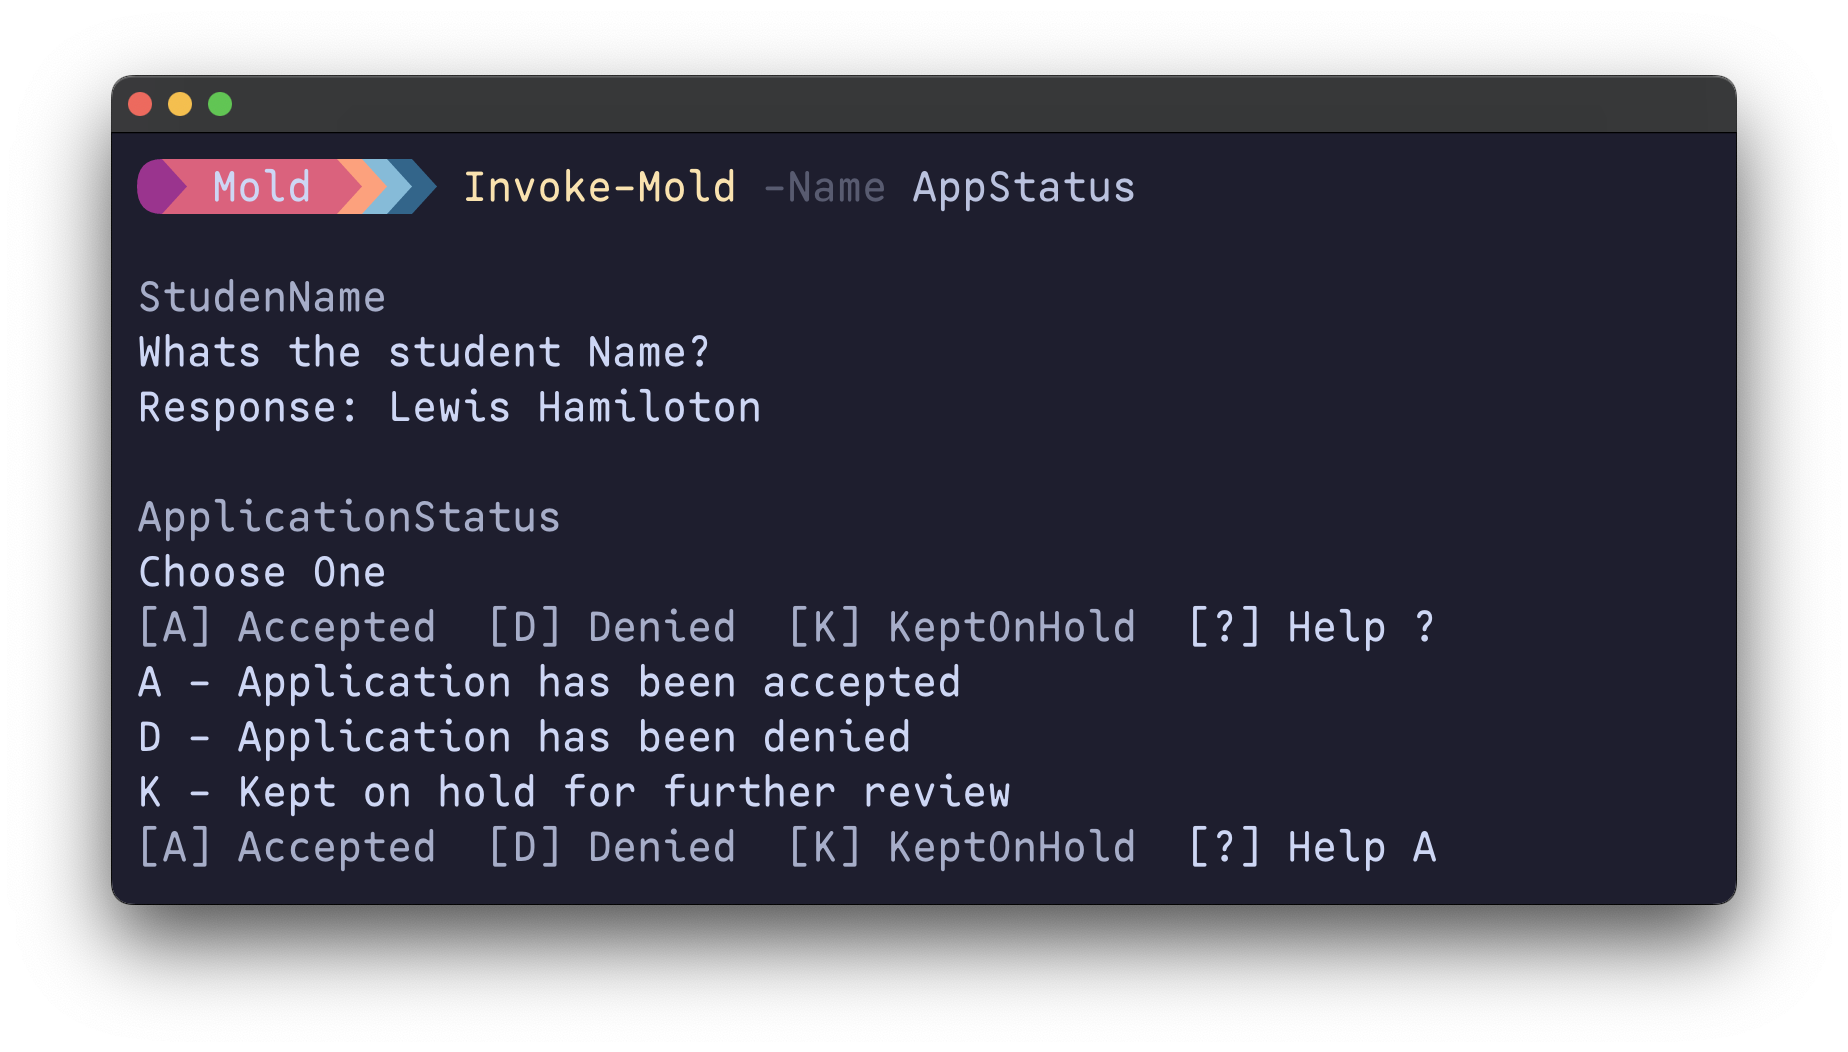 Mold Invoke-Mold -Name AppStatus
StudenName
Whats the student Name?
Response: Lewis Hamiloton
ApplicationStatus
Choose One
[A] Accepted  [D] Denied  [K] KeptOnHold  [?] Help ?
A - Application has been accepted
D - Application has been denied
K - Kept on hold for further review
[A] Accepted  [D] Denied  [K] KeptOnHold  [?] Help A